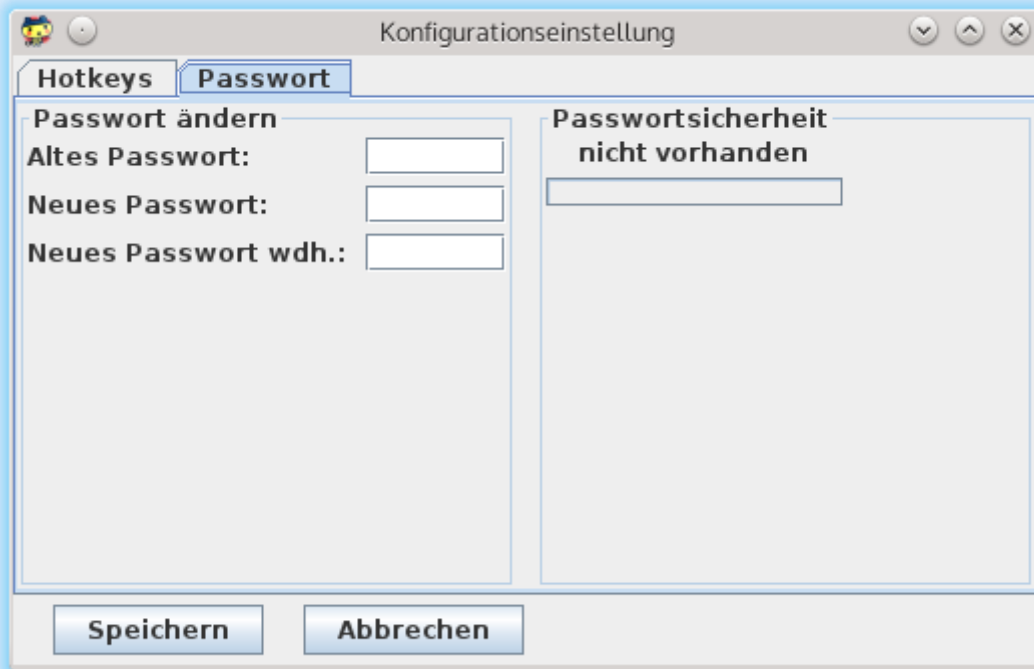 Konfigurationseinstellung
Hotkeys Passwort
Passwort ändern
Altes Passwort:
Neues Passwort:
Neues Passwort wdh.:
Passwortsicherheit
nicht vorhanden
Speichern Abbrechen